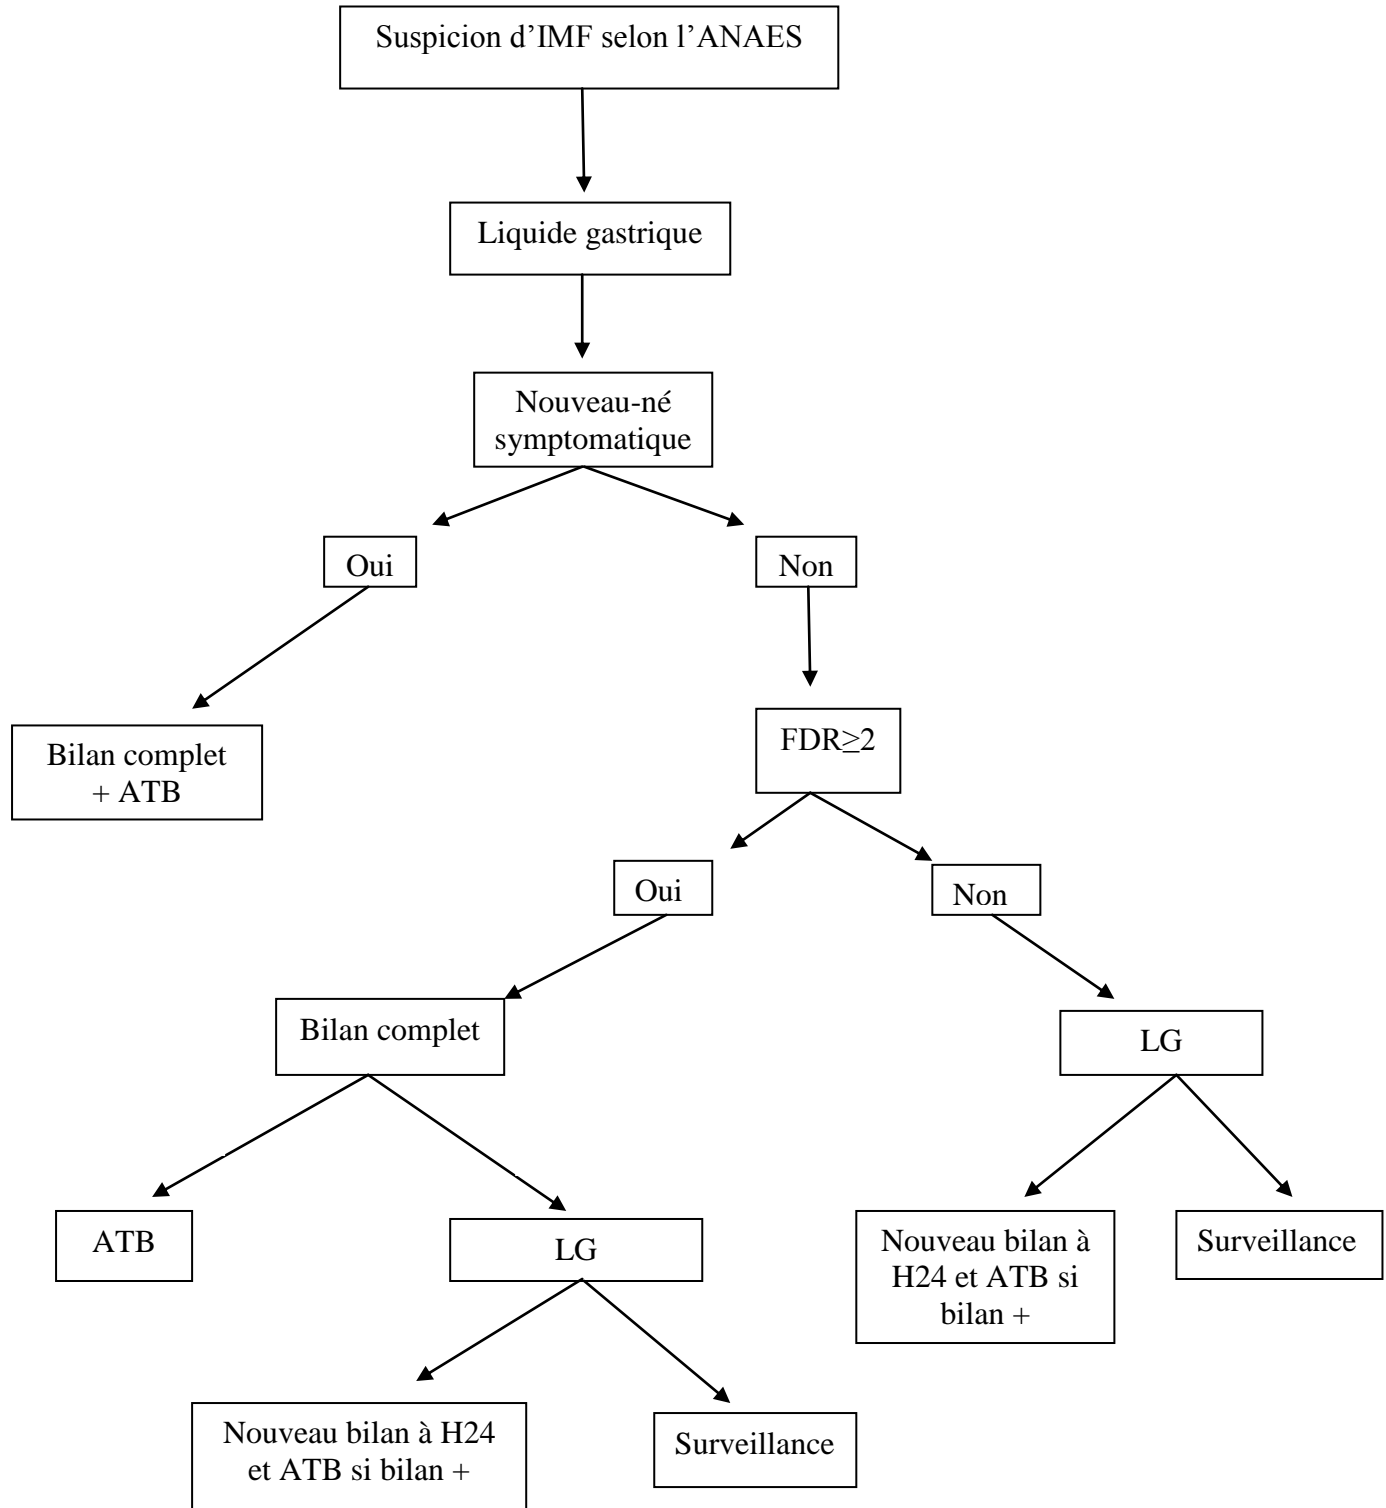 Suspicion d’IMF selon l’ANAES
Liquide gastrique
Nouveau-né
symptomatique
Oui
Non
Bilan complet
+ ATB
FDR≥2
Oui
Non
Bilan complet
LG
ATB
LG
Nouveau bilan à
H24 et ATB si
bilan +
Surveillance
Nouveau bilan à H24
et ATB si bilan +
Surveillance